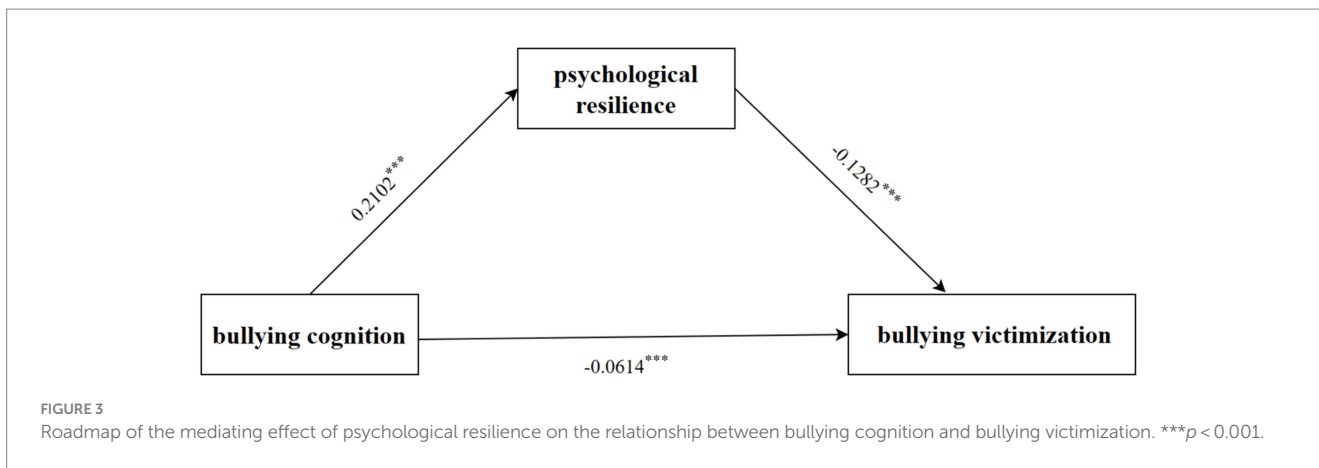 psychological
resilience
0.2102***
-0.1282***
bullying cognition
bullying victimization
-0.0614***
FIGURE 3
Roadmap of the mediating effect of psychological resilience on the relationship between bullying cognition and bullying victimization. ***p < 0.001.